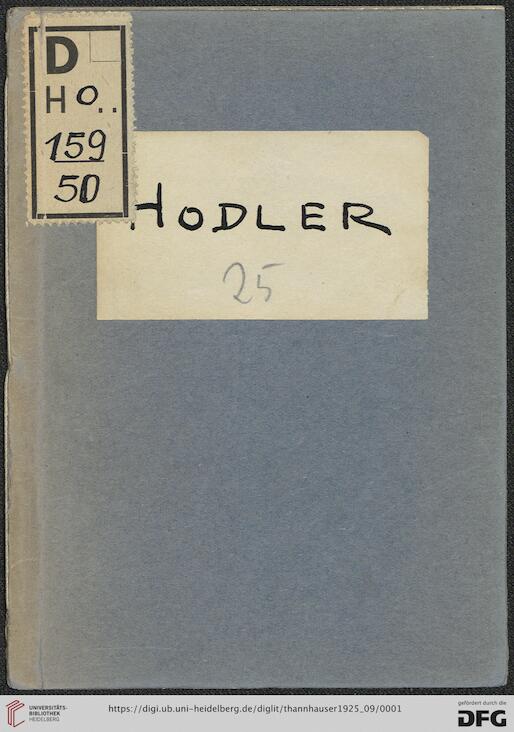 D
Ho..
159
50
HODLER
25
UNIVERSITÄTS-
BIBLIOTHEK
HEIDELBERG
https://digi.ub.uni-heidelberg.de/diglit/thannhauser1925_09/0001
gefördert durch die
DFG